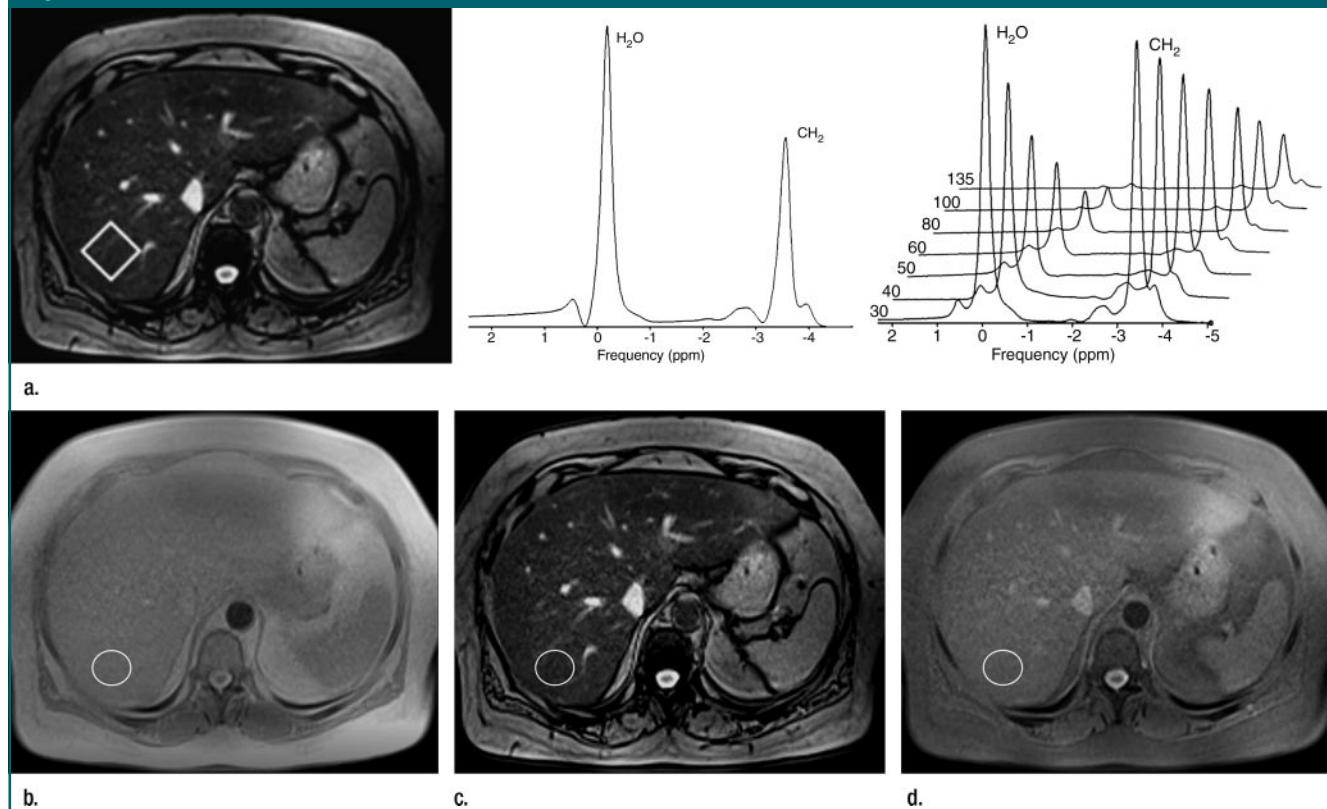 H₂O
CH₂
2 1 0 -1 -2 -3 -4
Frequency (ppm)
H₂O
CH₂
135
100
80
60
50
40
30
2 1 0 -1 -2 -3 -4 -5
Frequency (ppm)
a.
b.
c.
d.